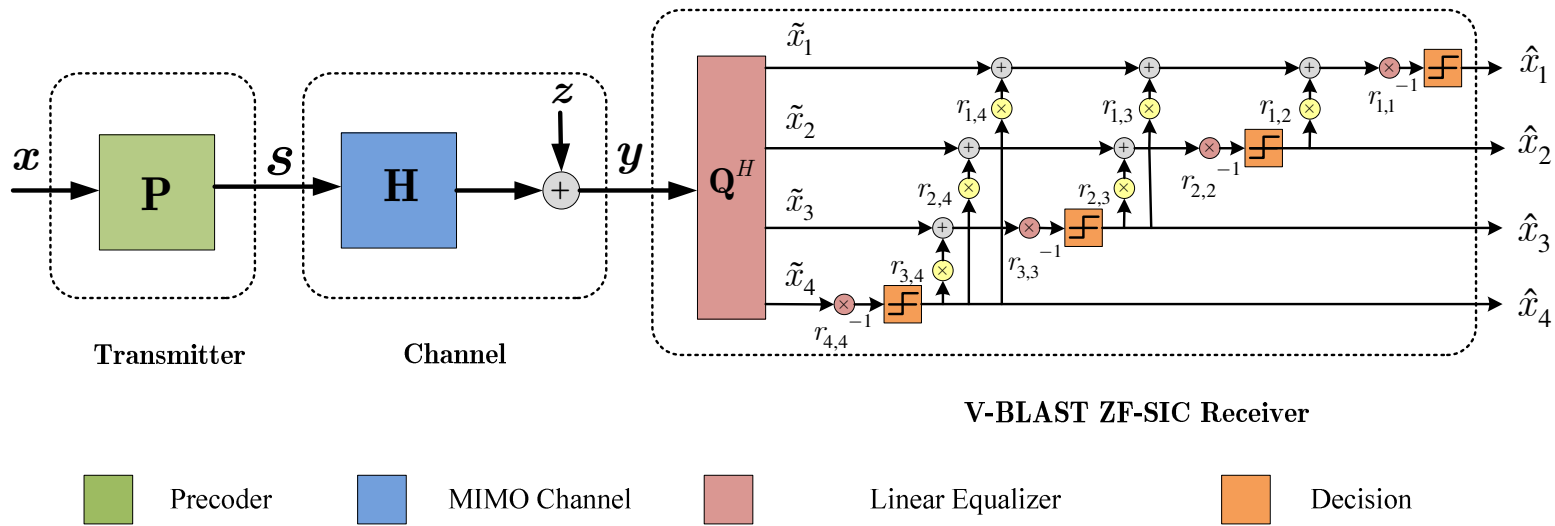 x
P
s
H
z
+
y
Q^H
x̃₁
x̃₂
x̃₃
x̃₄
+ + + × −1
r₁,₄ × r₁,₃ × r₁,₂ × r₁,₁
+ + × −1
r₂,₄ × r₂,₃ × r₂,₂
+ × −1
r₃,₄ × r₃,₃
× −1
r₄,₄
x̂₁
x̂₂
x̂₃
x̂₄
Transmitter
Channel
V-BLAST ZF-SIC Receiver
Precoder
MIMO Channel
Linear Equalizer
Decision